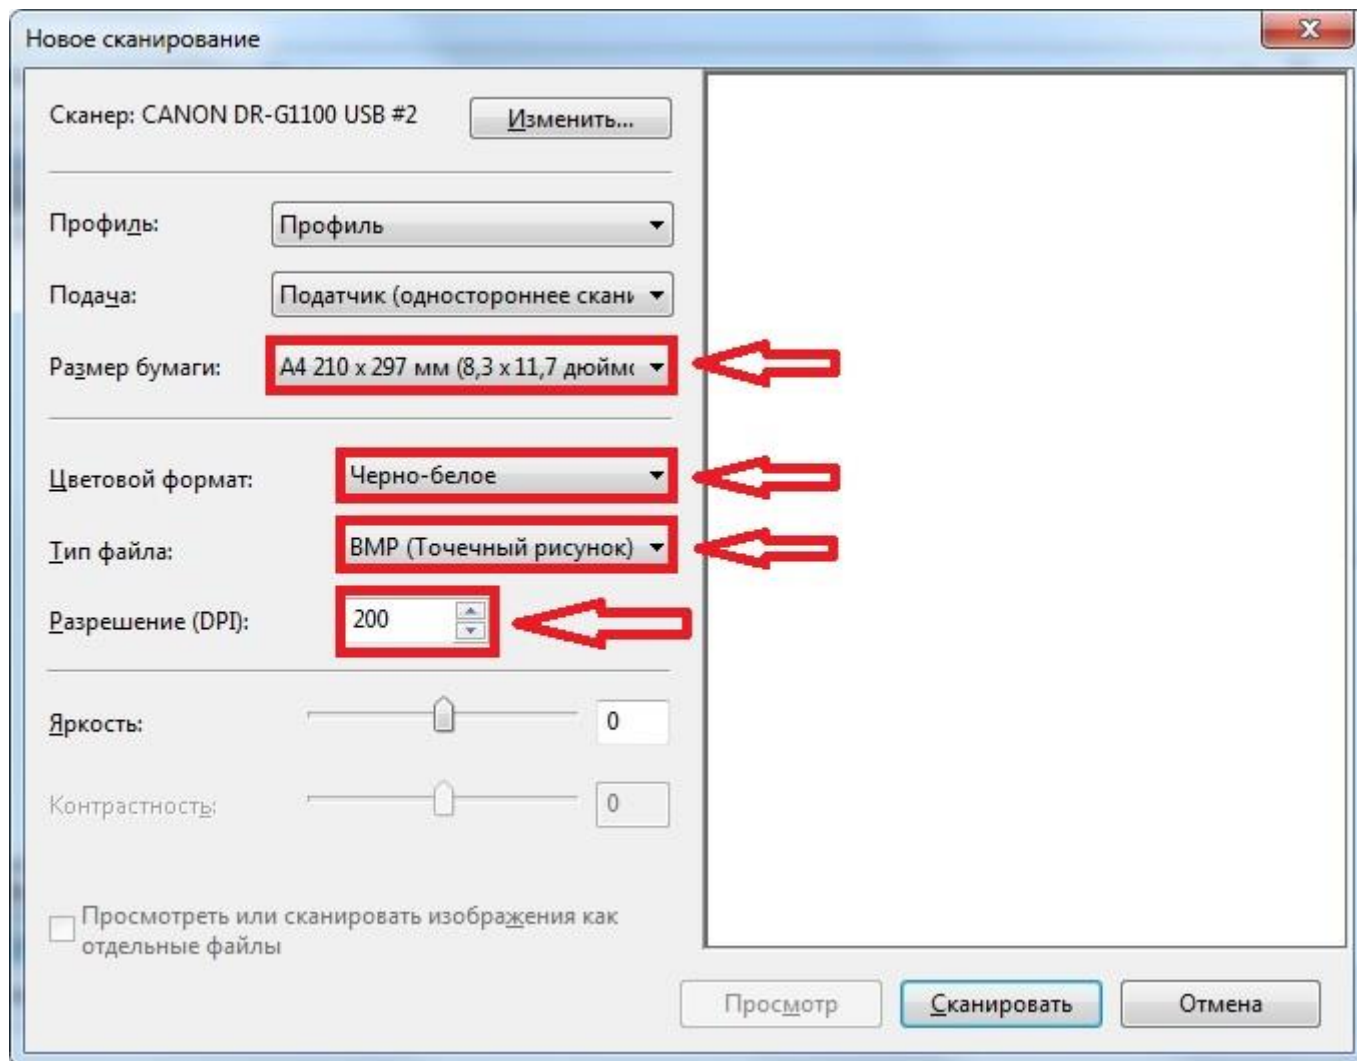 Новое сканирование
Сканер: CANON DR-G1100 USB #2
Изменить...
Профиль:
Профиль
Подача:
Податчик (одностороннее скани
Размер бумаги:
A4 210 x 297 мм (8,3 x 11,7 дюймо
Цветовой формат:
Черно-белое
Тип файла:
BMP (Точечный рисунок)
Разрешение (DPI):
200
Яркость:
0
Контрастность:
0
Просмотреть или сканировать изображения как
отдельные файлы
Просмотр
Сканировать
Отмена